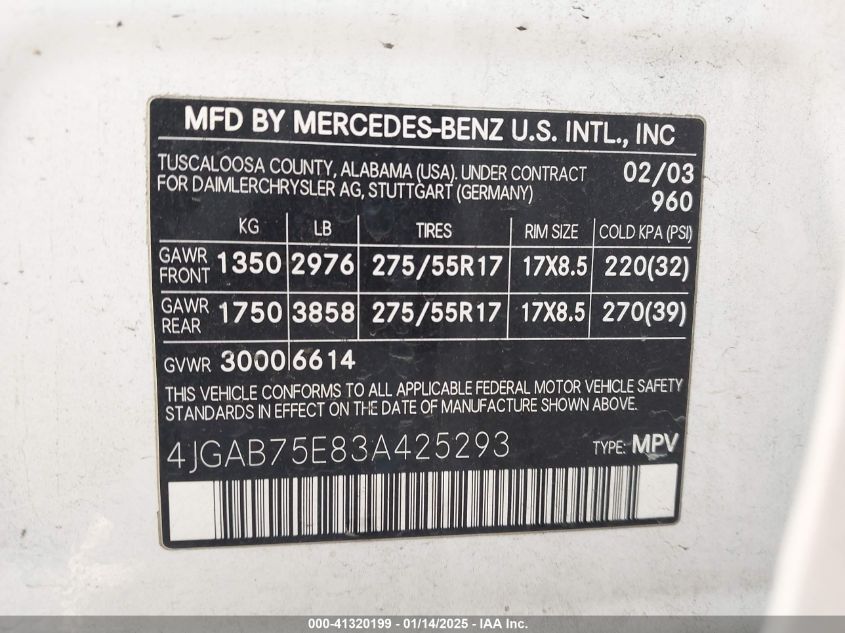 MFD BY MERCEDES-BENZ U.S. INTL., INC
TUSCALOOSA COUNTY, ALABAMA (USA). UNDER CONTRACT 02/03
FOR DAIMLERCHRYSLER AG, STUTTGART (GERMANY) 960
KG LB TIRES RIM SIZE COLD KPA (PSI)
GAWR FRONT 1350 2976 275/55R17 17X8.5 220(32)
GAWR REAR 1750 3858 275/55R17 17X8.5 270(39)
GVWR 3000 6614
THIS VEHICLE CONFORMS TO ALL APPLICABLE FEDERAL MOTOR VEHICLE SAFETY
STANDARDS IN EFFECT ON THE DATE OF MANUFACTURE SHOWN ABOVE.
4JGAB75E83A425293 TYPE: MPV
000-41320199 - 01/14/2025 - IAA Inc.